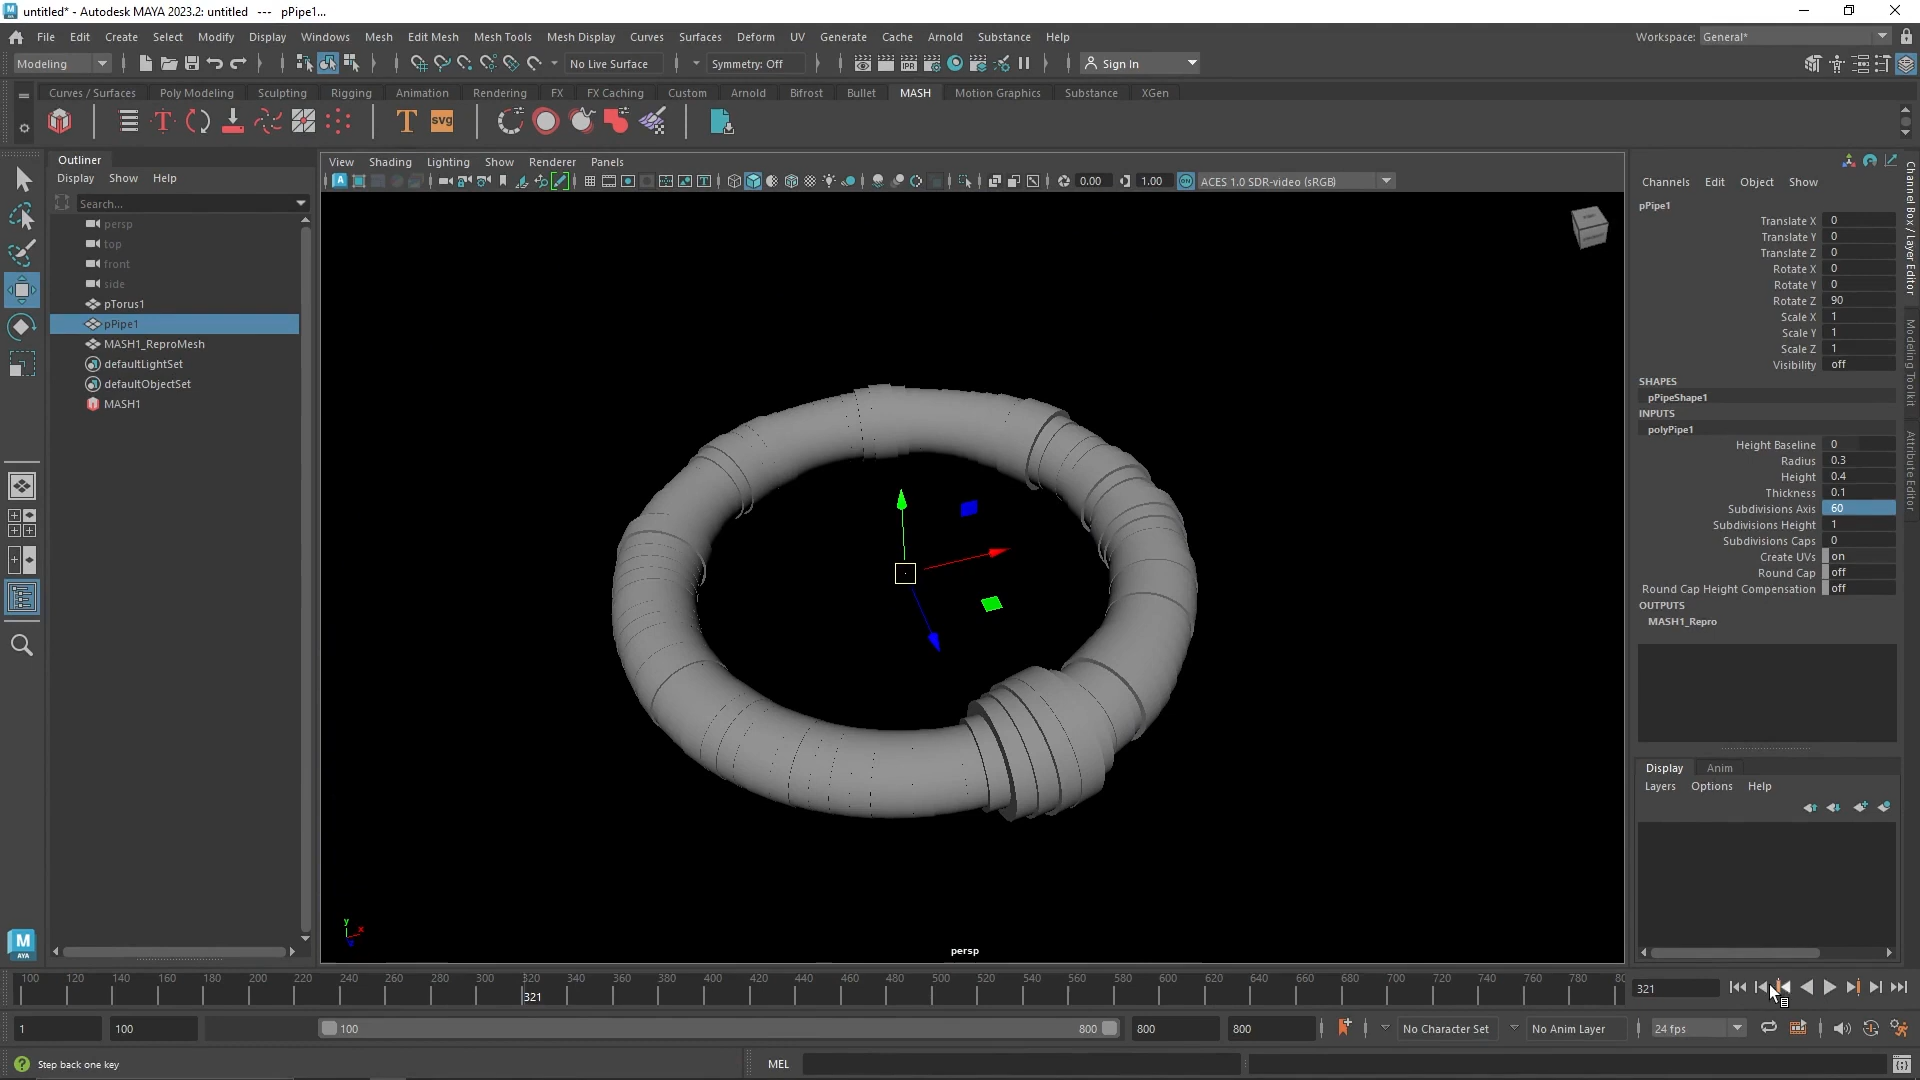 untitled* - Autodesk MAYA 2023.2: untitled --- pPipe1...
File Edit Create Select Modify Display Windows Mesh Edit Mesh Mesh Tools Mesh Display Curves Surfaces Deform UV Generate Cache Arnold Substance Help
Workspace: General*
Modeling No Live Surface Symmetry: Off Sign In
Curves / Surfaces Poly Modeling Sculpting Rigging Animation Rendering FX FX Caching Custom Arnold Bifrost Bullet MASH Motion Graphics Substance XGen
T T svg
Outliner
Display Show Help
Search...
persp
top
front
side
pTorus1
pPipe1
MASH1_ReproMesh
defaultLightSet
defaultObjectSet
MASH1
View Shading Lighting Show Renderer Panels
0.00 1.00 ACES 1.0 SDR-video (sRGB)
persp
Channels Edit Object Show
pPipe1
Translate X 0
Translate Y 0
Translate Z 0
Rotate X 0
Rotate Y 0
Rotate Z 90
Scale X 1
Scale Y 1
Scale Z 1
Visibility off
SHAPES
pPipeShape1
INPUTS
polyPipe1
Height Baseline 0
Radius 0.3
Height 0.4
Thickness 0.1
Subdivisions Axis 60
Subdivisions Height 1
Subdivisions Caps 0
Create UVs on
Round Cap off
Round Cap Height Compensation off
OUTPUTS
MASH1_Repro
Display Anim
Layers Options Help
Channel Box / Layer Editor
Modeling Toolkit
Attribute Editor
100 120 140 160 180 200 220 240 260 280 300 320 340 360 380 400 420 440 460 480 500 520 540 560 580 600 620 640 660 680 700 720 740 760 780 80
321
321
1 100 100 800 800 800 No Character Set No Anim Layer 24 fps
Step back one key
MEL